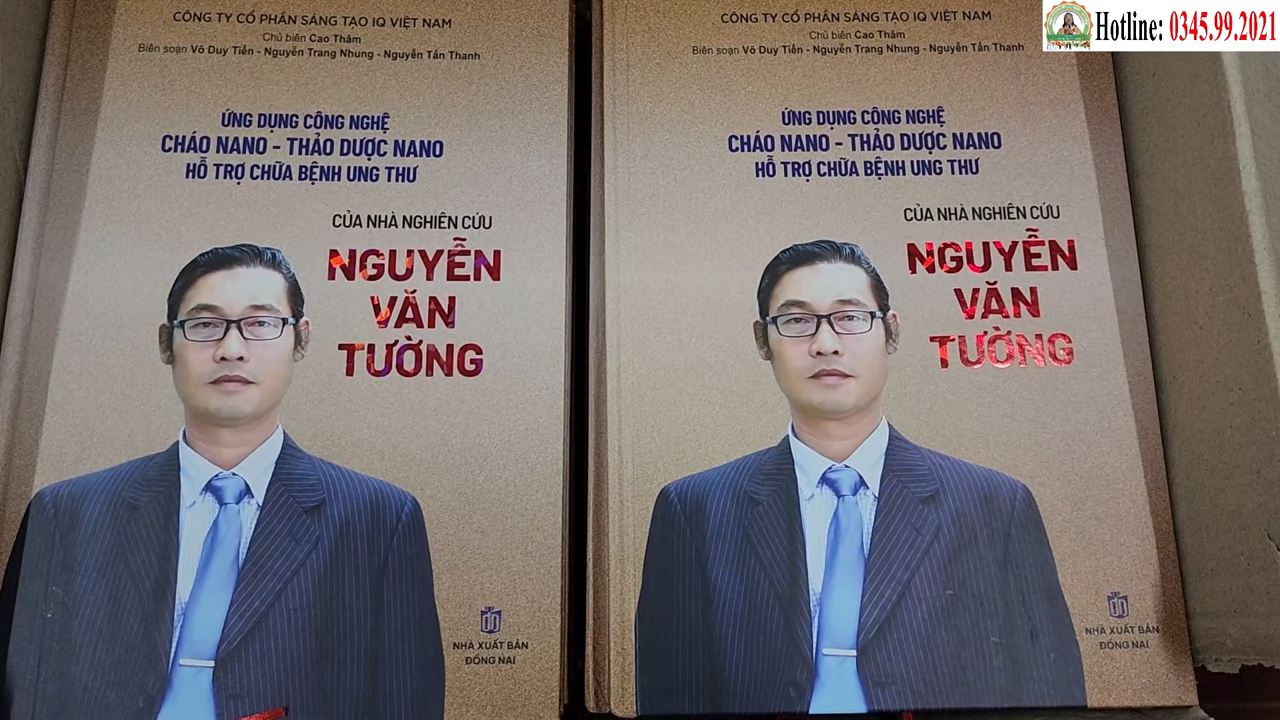 CÔNG TY CỔ PHẦN SÁNG TẠO IQ VIỆT NAM
Chủ biên Cao Thâm
Biên soạn Võ Duy Tiến - Nguyễn Trang Nhung - Nguyễn Tấn Thanh
ỨNG DỤNG CÔNG NGHỆ
CHÁO NANO - THẢO DƯỢC NANO
HỖ TRỢ CHỮA BỆNH UNG THƯ
CỦA NHÀ NGHIÊN CỨU
NGUYỄN
VĂN
TƯỜNG
NHÀ XUẤT BẢN
ĐỒNG NAI
CÔNG TY CỔ PHẦN SÁNG TẠO IQ VIỆT NAM
Chủ biên Cao Thâm
Biên soạn Võ Duy Tiến - Nguyễn Trang Nhung - Nguyễn Tấn Thanh
ỨNG DỤNG CÔNG NGHỆ
CHÁO NANO - THẢO DƯỢC NANO
HỖ TRỢ CHỮA BỆNH UNG THƯ
CỦA NHÀ NGHIÊN CỨU
NGUYỄN
VĂN
TƯỜNG
NHÀ XUẤT BẢN
ĐỒNG NAI
Hotline: 0345.99.2021